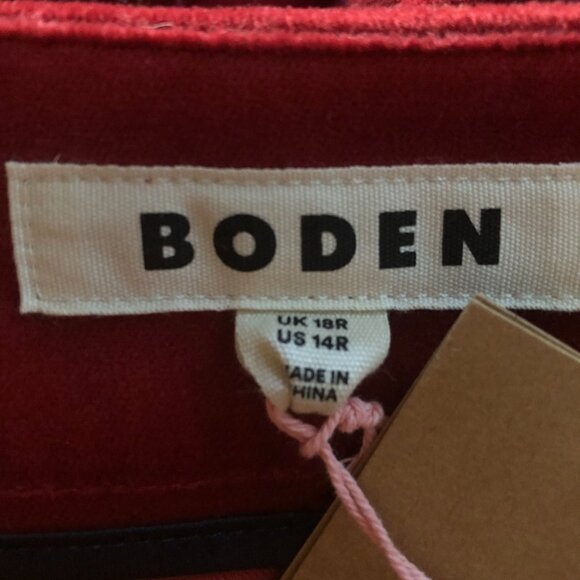 BODEN
UK 18R
US 14R
MADE IN
CHINA